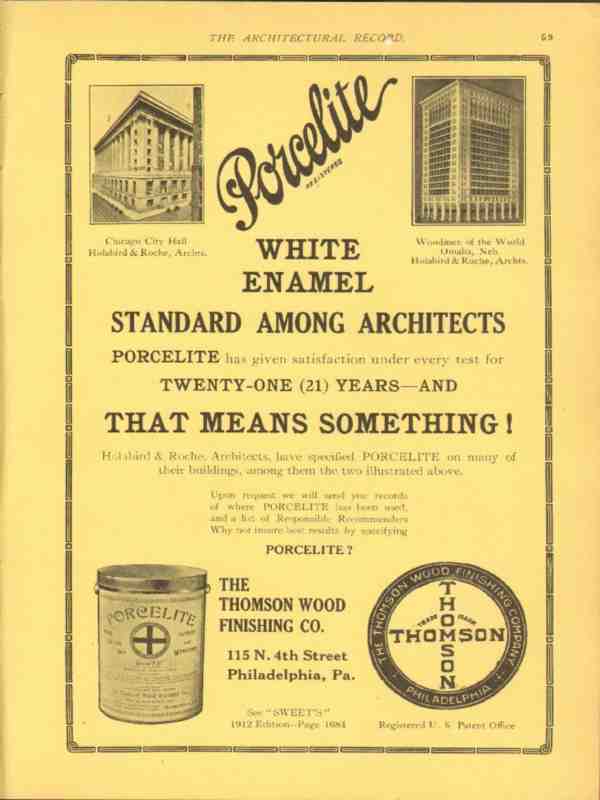 THE ARCHITECTURAL RECORD.
59
Porcelite
REGISTERED
Chicago City Hall
Holabird & Roche, Archts.
Woodmen of the World
Omaha, Neb.
Holabird & Roche, Archts.
WHITE
ENAMEL
STANDARD AMONG ARCHITECTS
PORCELITE has given satisfaction under every test for
TWENTY-ONE (21) YEARS—AND
THAT MEANS SOMETHING!
Holabird & Roche, Architects, have specified PORCELITE on many of
their buildings, among them the two illustrated above.
Upon request we will send you records
of where PORCELITE has been used,
and a list of Responsible Recommenders
Why not insure best results by specifying
PORCELITE?
PORCELITE
WHITE
THE
THOMSON WOOD
FINISHING CO.
115 N. 4th Street
Philadelphia, Pa.
See "SWEET'S"
1912 Edition--Page 1684
THE THOMSON WOOD FINISHING COMPANY
PHILADELPHIA
TRADE MARK
THOMSON
THOMSON
Registered U. S. Patent Office